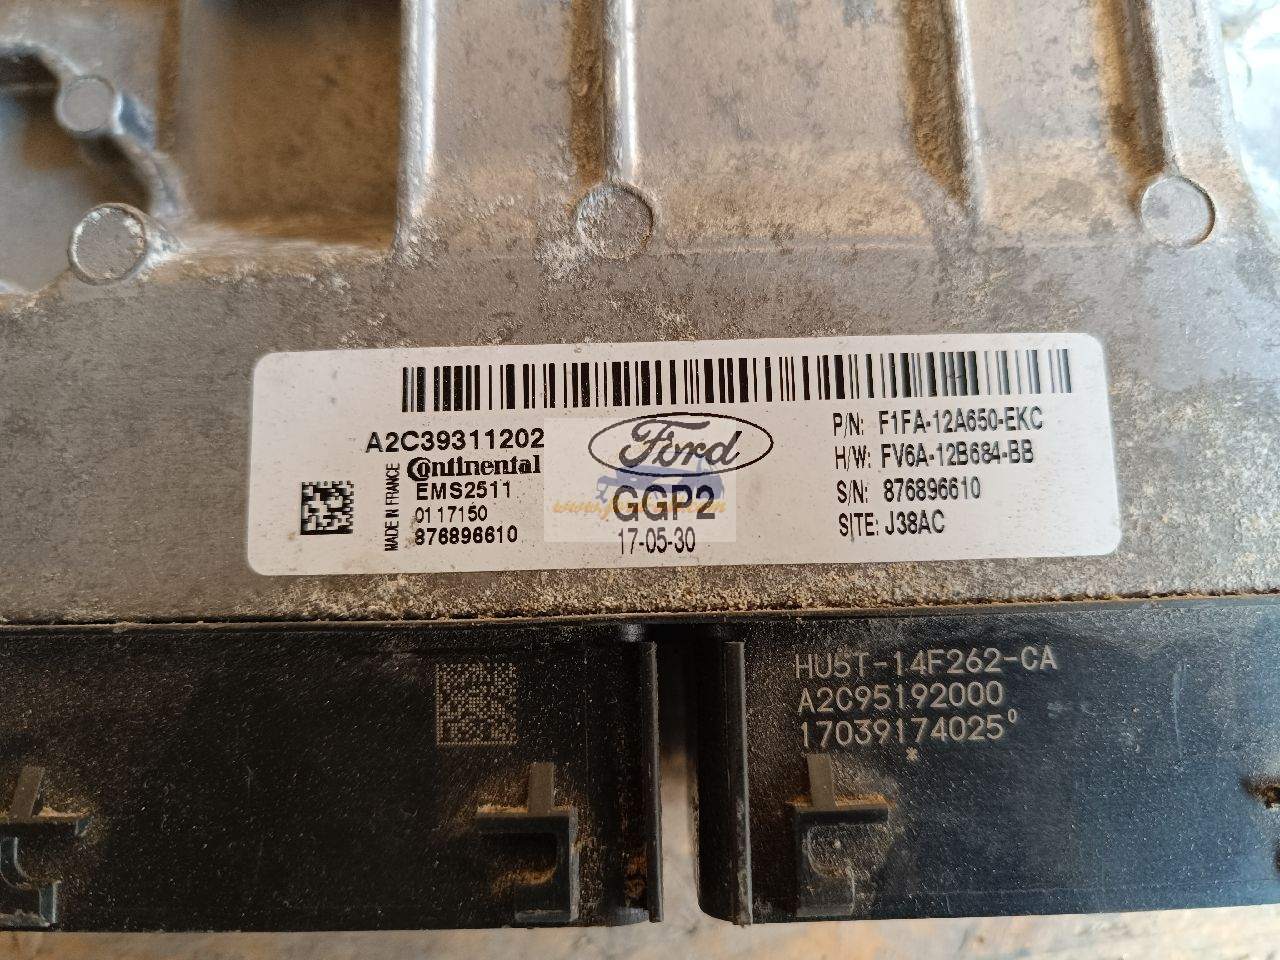 A2C39311202
Continental
EMS2511
0117150
876896610
MADE IN FRANCE
Ford
GGP2
17-05-30
P/N: F1FA-12A650-EKC
H/W: FV6A-12B684-BB
S/N: 876896610
SITE: J38AC
HU5T-14F262-CA
A2C95192000
17039174025⁰
*